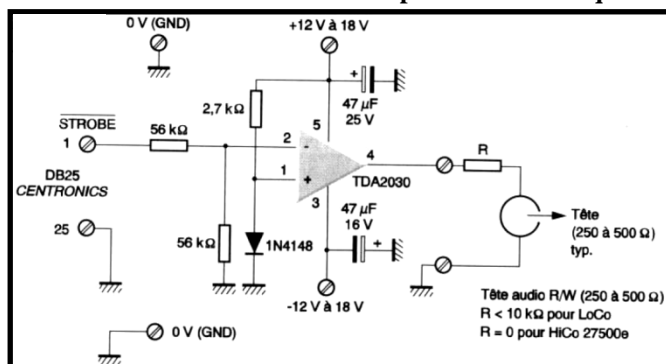 0 V (GND)
+12 V à 18 V
2,7 kΩ
+
47 µF
25 V
STROBE
1
56 kΩ
2
-
5
4
R
DB25
CENTRONICS
1
+
TDA2030
3
47 µF
16 V
+
Tête
(250 à 500 Ω)
typ.
25
56 kΩ
1N4148
-12 V à 18 V
0 V (GND)
Tête audio R/W (250 à 500 Ω)
R < 10 kΩ pour LoCo
R = 0 pour HiCo 27500e